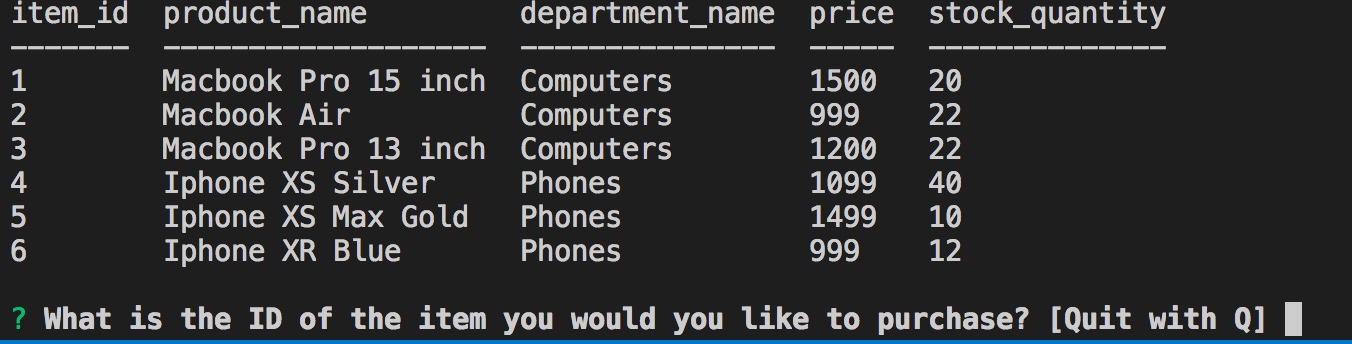 item_id  product_name         department_name  price  stock_quantity
-------  -------------------  ---------------  -----  --------------
1        Macbook Pro 15 inch  Computers        1500   20
2        Macbook Air          Computers        999    22
3        Macbook Pro 13 inch  Computers        1200   22
4        Iphone XS Silver     Phones           1099   40
5        Iphone XS Max Gold   Phones           1499   10
6        Iphone XR Blue       Phones           999    12
? What is the ID of the item you would you like to purchase? [Quit with Q]